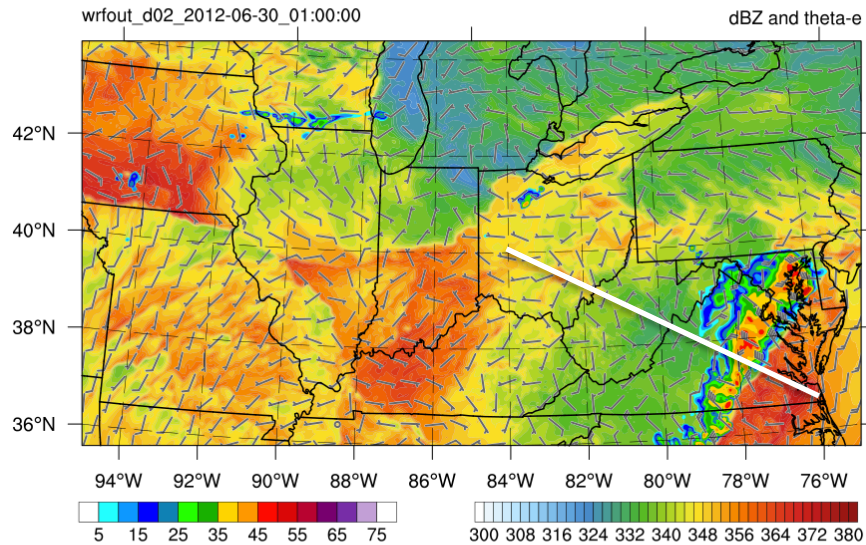 wrfout_d02_2012-06-30_01:00:00 dBZ and theta-e
42°N
40°N
38°N
36°N
94°W 92°W 90°W 88°W 86°W 84°W 82°W 80°W 78°W 76°W
5 15 25 35 45 55 65 75 300 308 316 324 332 340 348 356 364 372 380